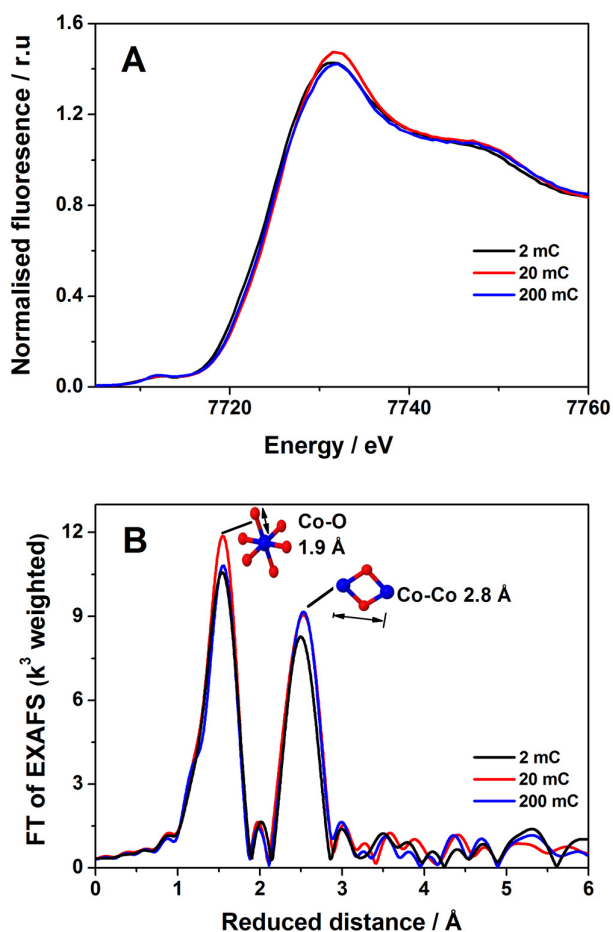 A
Normalised fluoresence / r.u
1.6
1.2
0.8
0.4
0.0
2 mC
20 mC
200 mC
7720
7740
7760
Energy / eV
B
FT of EXAFS (k³ weighted)
12
9
6
3
0
Co-O
1.9 Å
Co-Co 2.8 Å
2 mC
20 mC
200 mC
0
1
2
3
4
5
6
Reduced distance / Å